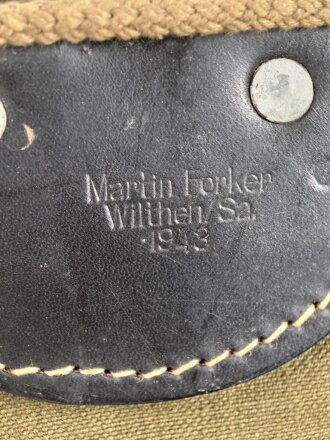 Martin Forker
Wilthen/Sa.
1943